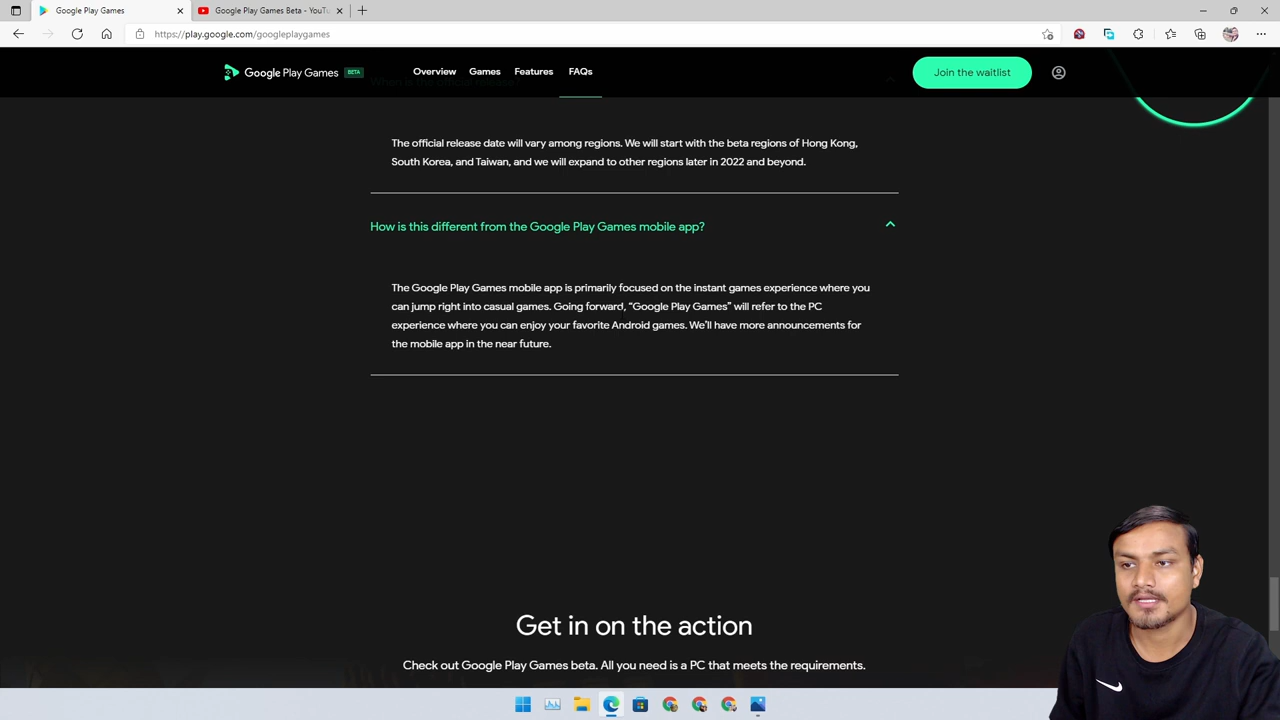 Google Play Games
Google Play Games Beta - YouTu
https://play.google.com/googleplaygames
Google Play Games BETA
Overview
Games
Features
FAQs
Join the waitlist
The official release date will vary among regions. We will start with the beta regions of Hong Kong,
South Korea, and Taiwan, and we will expand to other regions later in 2022 and beyond.
How is this different from the Google Play Games mobile app?
The Google Play Games mobile app is primarily focused on the instant games experience where you
can jump right into casual games. Going forward, “Google Play Games” will refer to the PC
experience where you can enjoy your favorite Android games. We’ll have more announcements for
the mobile app in the near future.
Get in on the action
Check out Google Play Games beta. All you need is a PC that meets the requirements.